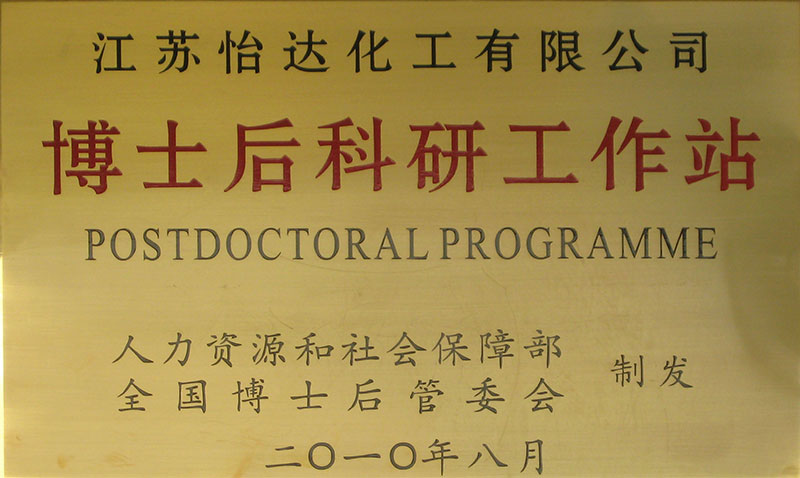 江苏怡达化工有限公司
博士后科研工作站
POSTDOCTORAL PROGRAMME
人力资源和社会保障部
全国博士后管委会
制发
二〇一〇年八月